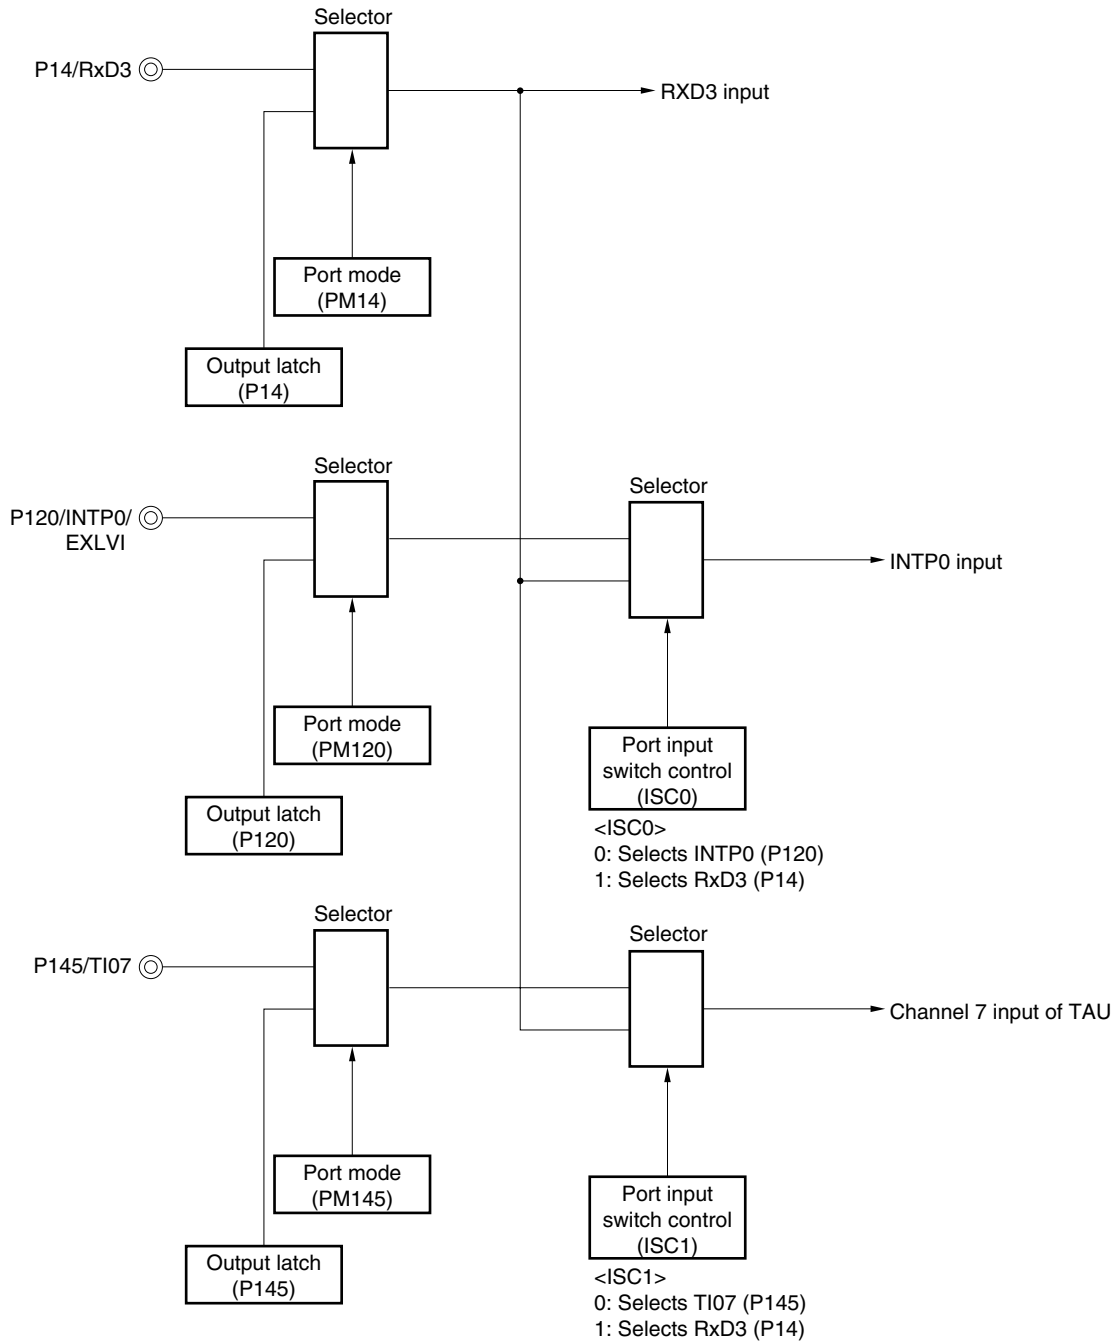 Selector
P14/RxD3
RXD3 input
Port mode
(PM14)
Output latch
(P14)
Selector
P120/INTP0/
EXLVI
Selector
INTP0 input
Port mode
(PM120)
Output latch
(P120)
Port input
switch control
(ISC0)
<ISC0>
0: Selects INTP0 (P120)
1: Selects RxD3 (P14)
Selector
P145/TI07
Selector
Channel 7 input of TAU
Port mode
(PM145)
Output latch
(P145)
Port input
switch control
(ISC1)
<ISC1>
0: Selects TI07 (P145)
1: Selects RxD3 (P14)